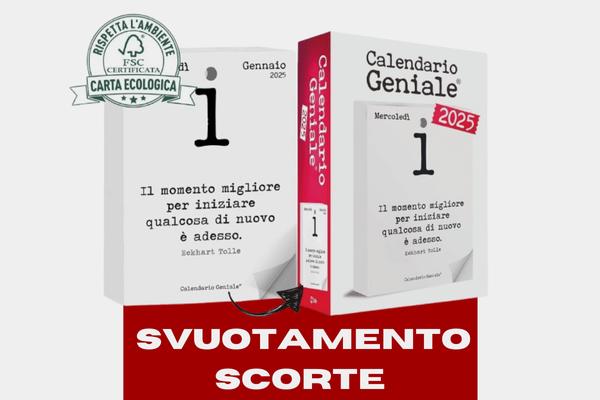 RISPETTA L'AMBIENTE
FSC
CERTIFICATA
CARTA ECOLOGICA
Gennaio
2025
1
Il momento migliore
per iniziare
qualcosa di nuovo
è adesso.
Eckhart Tolle
Calendario Geniale®
Calendario
Geniale®
2025
Calendario
Geniale®
2025
Mercoledì
1
Il momento migliore
per iniziare
qualcosa di nuovo
è adesso.
Eckhart Tolle
Calendario Geniale®
SVUOTAMENTO
SCORTE